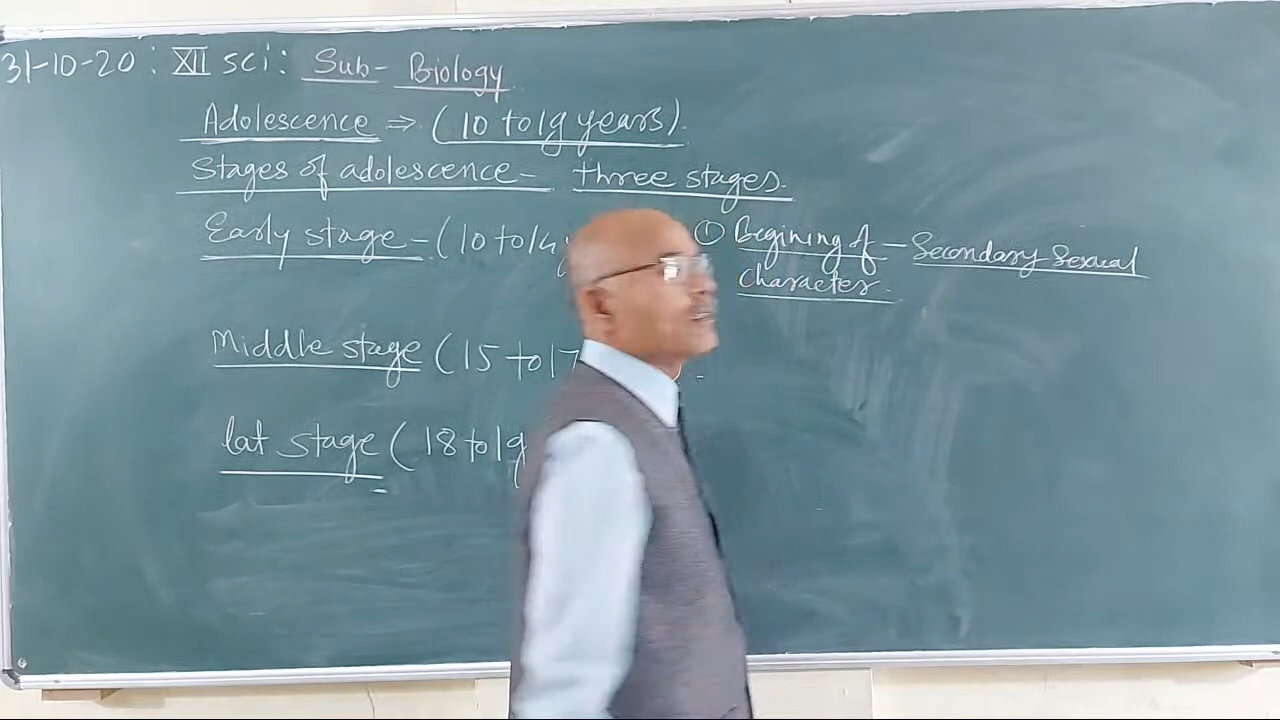 31-10-20 : XII sci : Sub- Biology
Adolescence ⇒ (10 to 19 years).
Stages of adolescence - three stages.
Early stage - (10 to 14 ① Begining of - Secondary Sexual
character.
Middle stage (15 to 17
lat stage (18 to 19